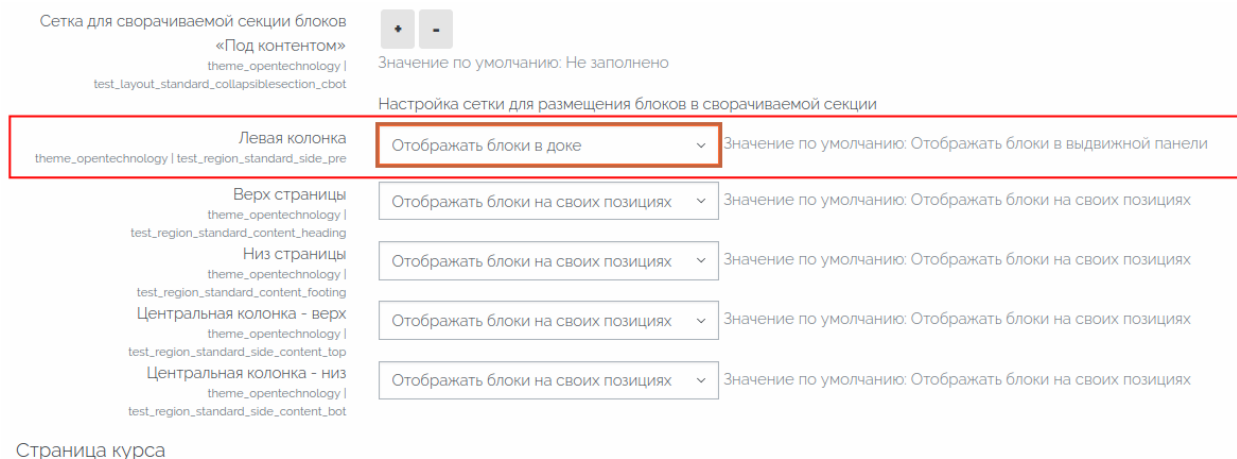 Сетка для сворачиваемой секции блоков
«Под контентом»
theme_opentechnology |
test_layout_standard_collapsiblesection_cbot
+ -
Значение по умолчанию: Не заполнено
Настройка сетки для размещения блоков в сворачиваемой секции
Левая колонка
theme_opentechnology | test_region_standard_side_pre
Отображать блоки в доке
Значение по умолчанию: Отображать блоки в выдвижной панели
Верх страницы
theme_opentechnology |
test_region_standard_content_heading
Отображать блоки на своих позициях
Значение по умолчанию: Отображать блоки на своих позициях
Низ страницы
theme_opentechnology |
test_region_standard_content_footing
Отображать блоки на своих позициях
Значение по умолчанию: Отображать блоки на своих позициях
Центральная колонка - верх
theme_opentechnology |
test_region_standard_side_content_top
Отображать блоки на своих позициях
Значение по умолчанию: Отображать блоки на своих позициях
Центральная колонка - низ
theme_opentechnology |
test_region_standard_side_content_bot
Отображать блоки на своих позициях
Значение по умолчанию: Отображать блоки на своих позициях
Страница курса